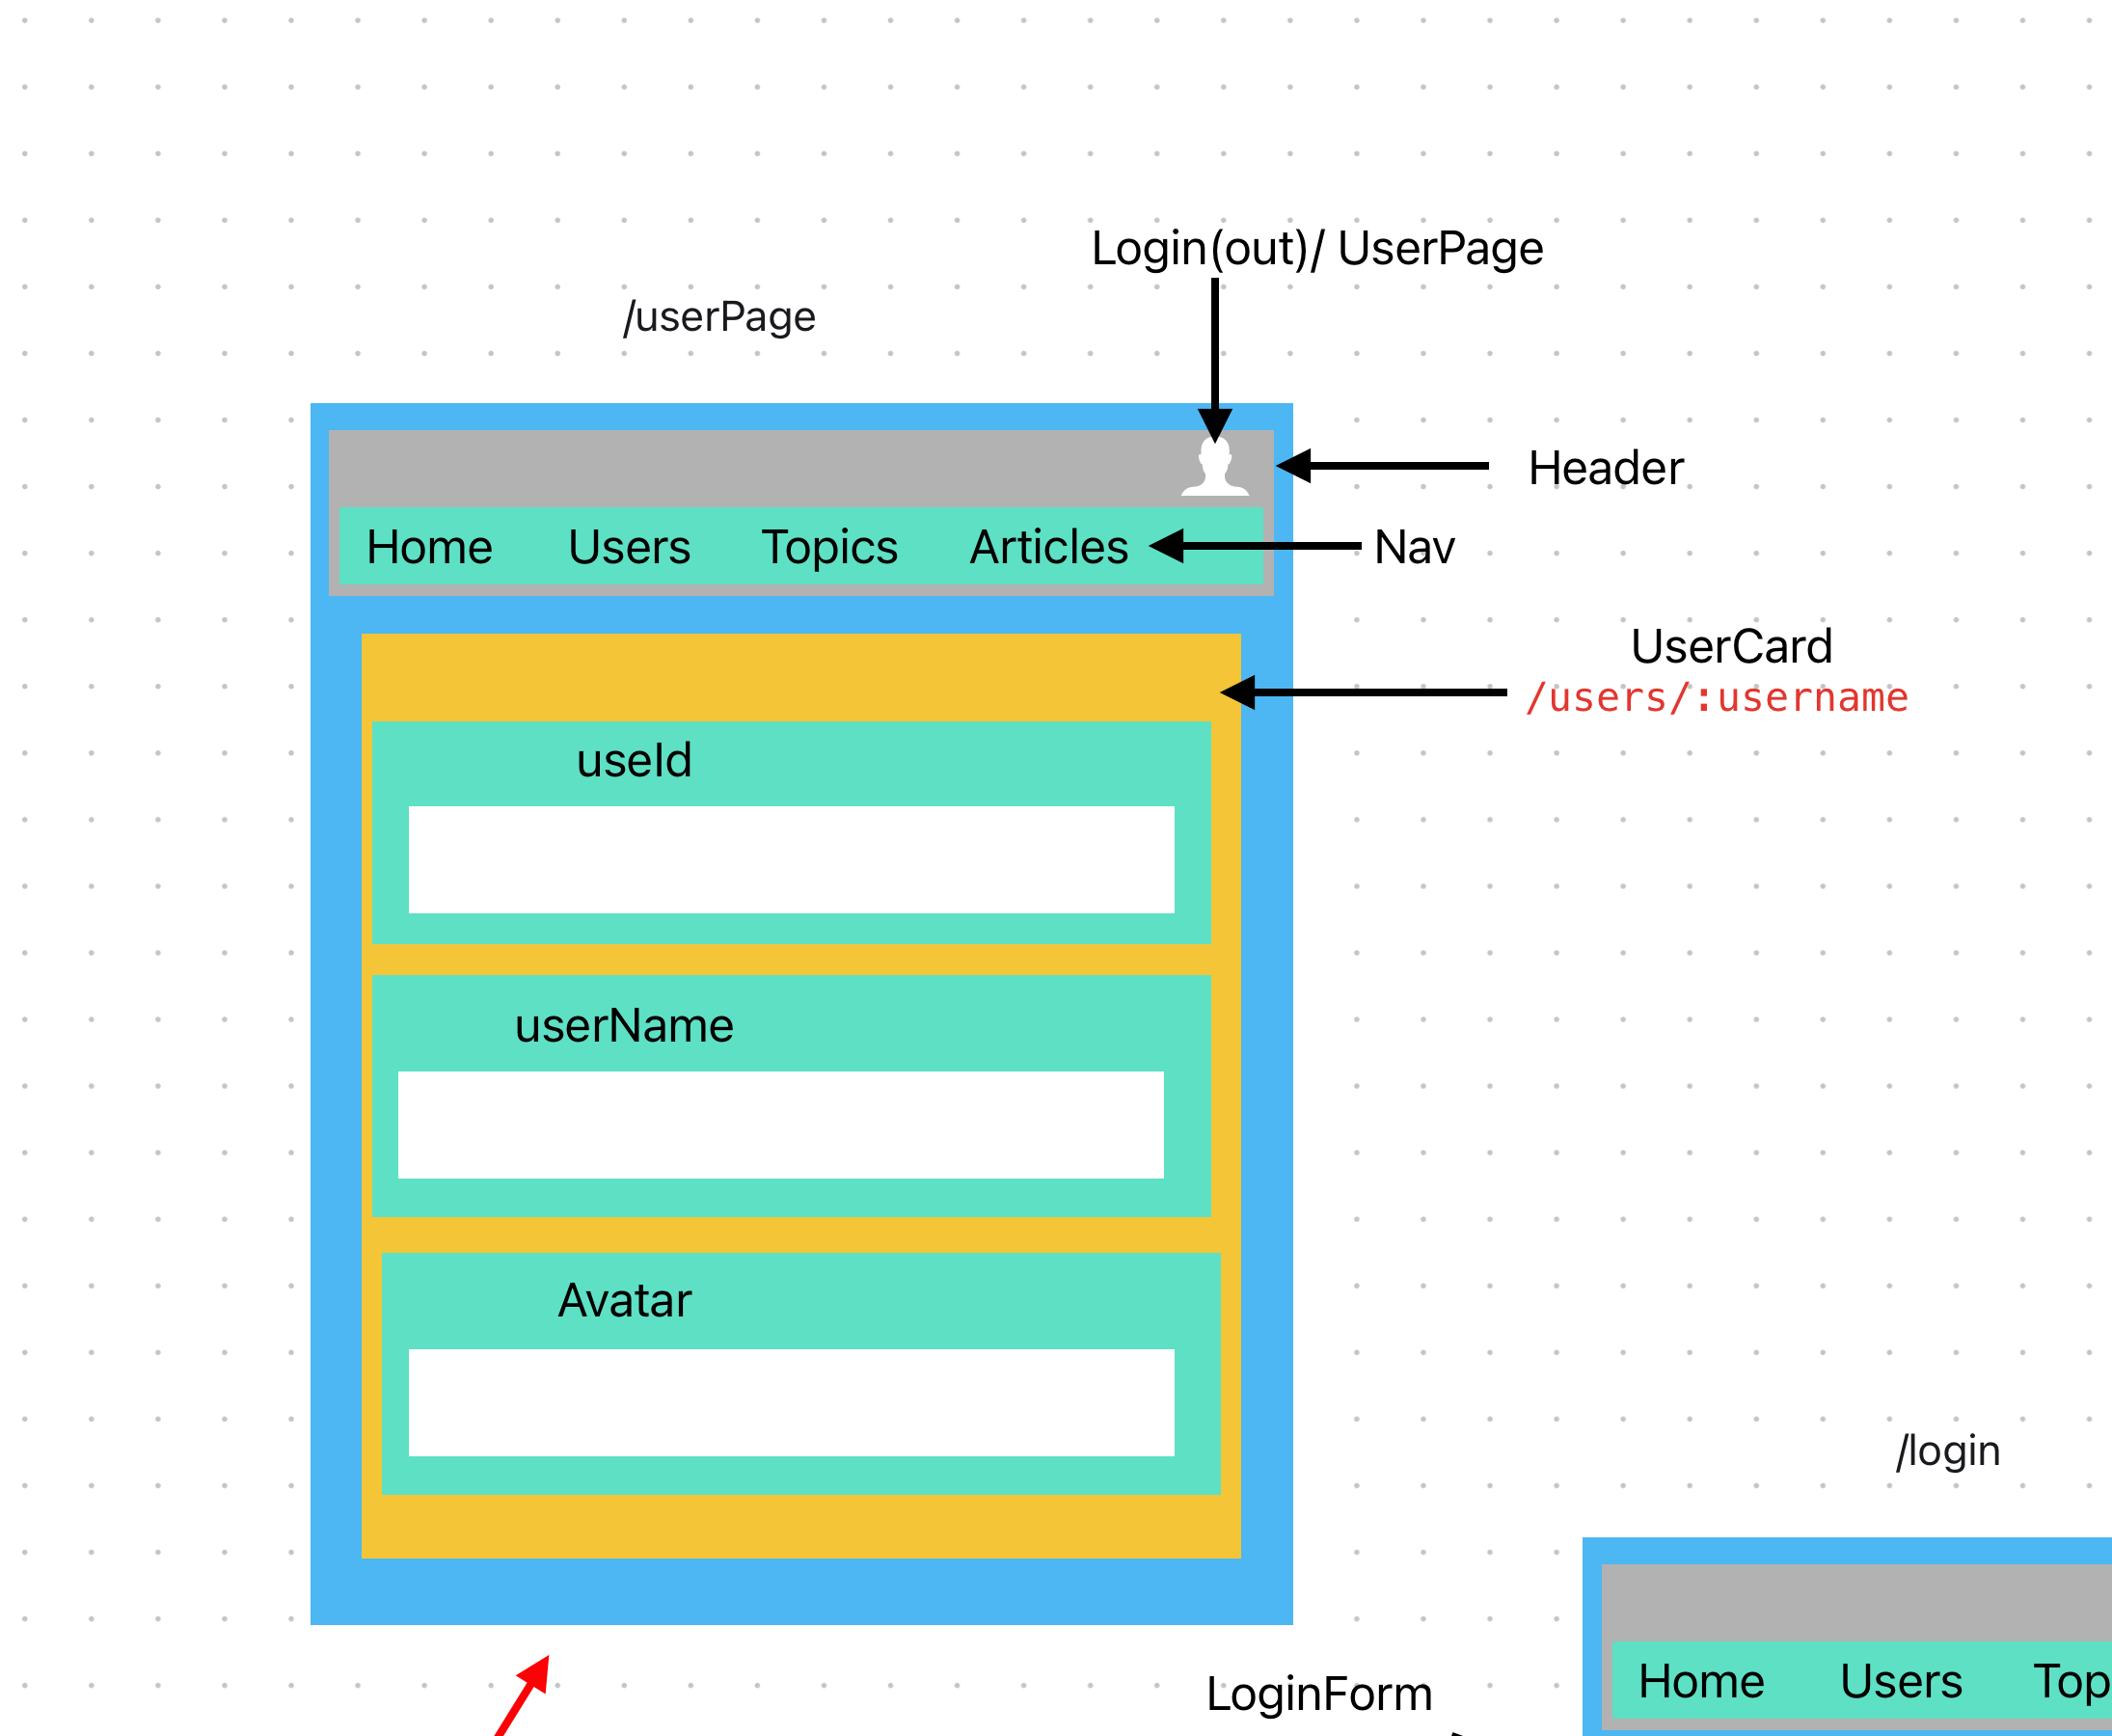 Login(out)/ UserPage
/userPage
Header
Home Users Topics Articles
Nav
UserCard
/users/:username
useId
userName
Avatar
/login
LoginForm
Home Users Top